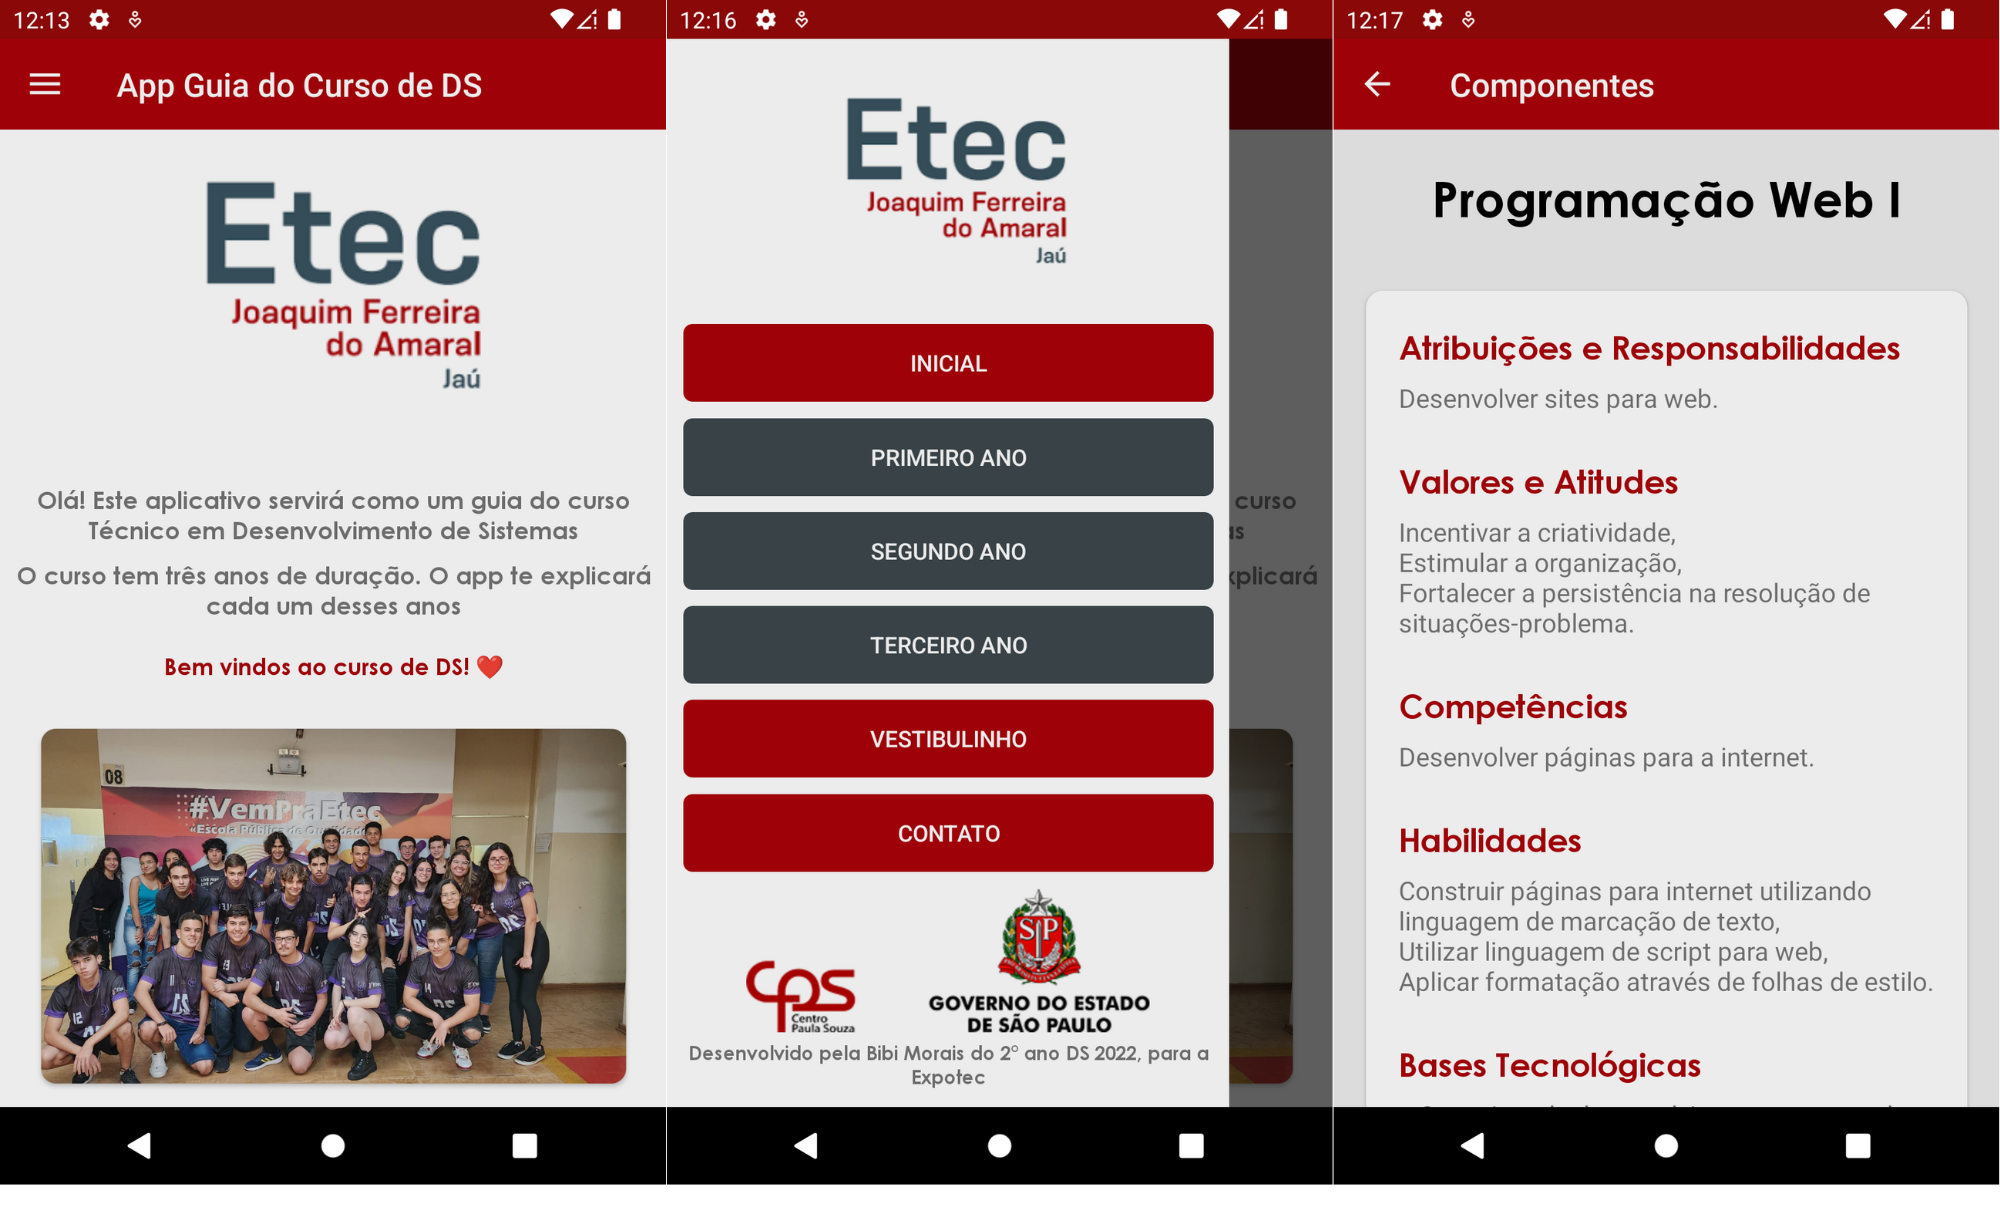 12:13
App Guia do Curso de DS
Etec
Joaquim Ferreira
do Amaral
Jaú
Olá! Este aplicativo servirá como um guia do curso
Técnico em Desenvolvimento de Sistemas
O curso tem três anos de duração. O app te explicará
cada um desses anos
Bem vindos ao curso de DS! ❤️
08
#VemPraEtec
«Escola Pública de Qualidade
12:16
Etec
Joaquim Ferreira
do Amaral
Jaú
INICIAL
PRIMEIRO ANO
SEGUNDO ANO
TERCEIRO ANO
VESTIBULINHO
CONTATO
curso
as
xplicará
cps
Centro
Paula Souza
SP
GOVERNO DO ESTADO
DE SÃO PAULO
Desenvolvido pela Bibi Morais do 2° ano DS 2022, para a
Expotec
12:17
Componentes
Programação Web I
Atribuições e Responsabilidades
Desenvolver sites para web.
Valores e Atitudes
Incentivar a criatividade,
Estimular a organização,
Fortalecer a persistência na resolução de
situações-problema.
Competências
Desenvolver páginas para a internet.
Habilidades
Construir páginas para internet utilizando
linguagem de marcação de texto,
Utilizar linguagem de script para web,
Aplicar formatação através de folhas de estilo.
Bases Tecnológicas